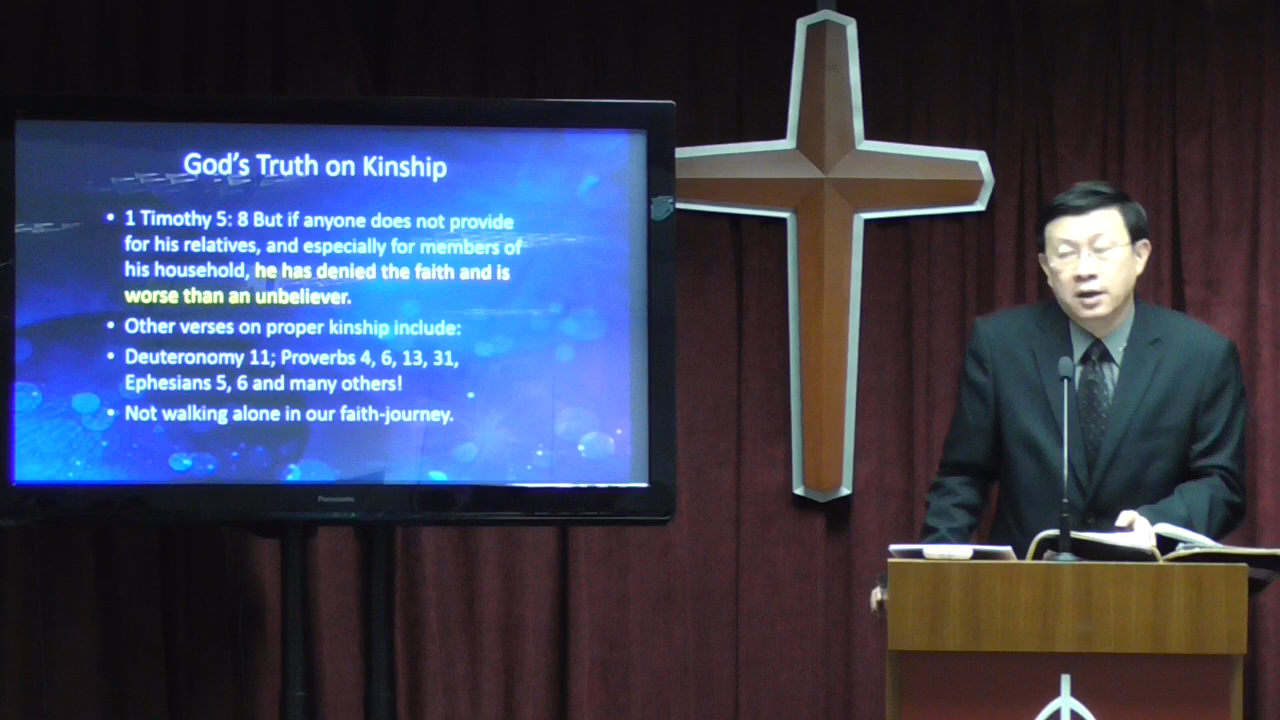 God's Truth on Kinship
• 1 Timothy 5: 8 But if anyone does not provide
for his relatives, and especially for members of
his household, he has denied the faith and is
worse than an unbeliever.
• Other verses on proper kinship include:
• Deuteronomy 11; Proverbs 4, 6, 13, 31,
Ephesians 5, 6 and many others!
• Not walking alone in our faith-journey.
Panasonic